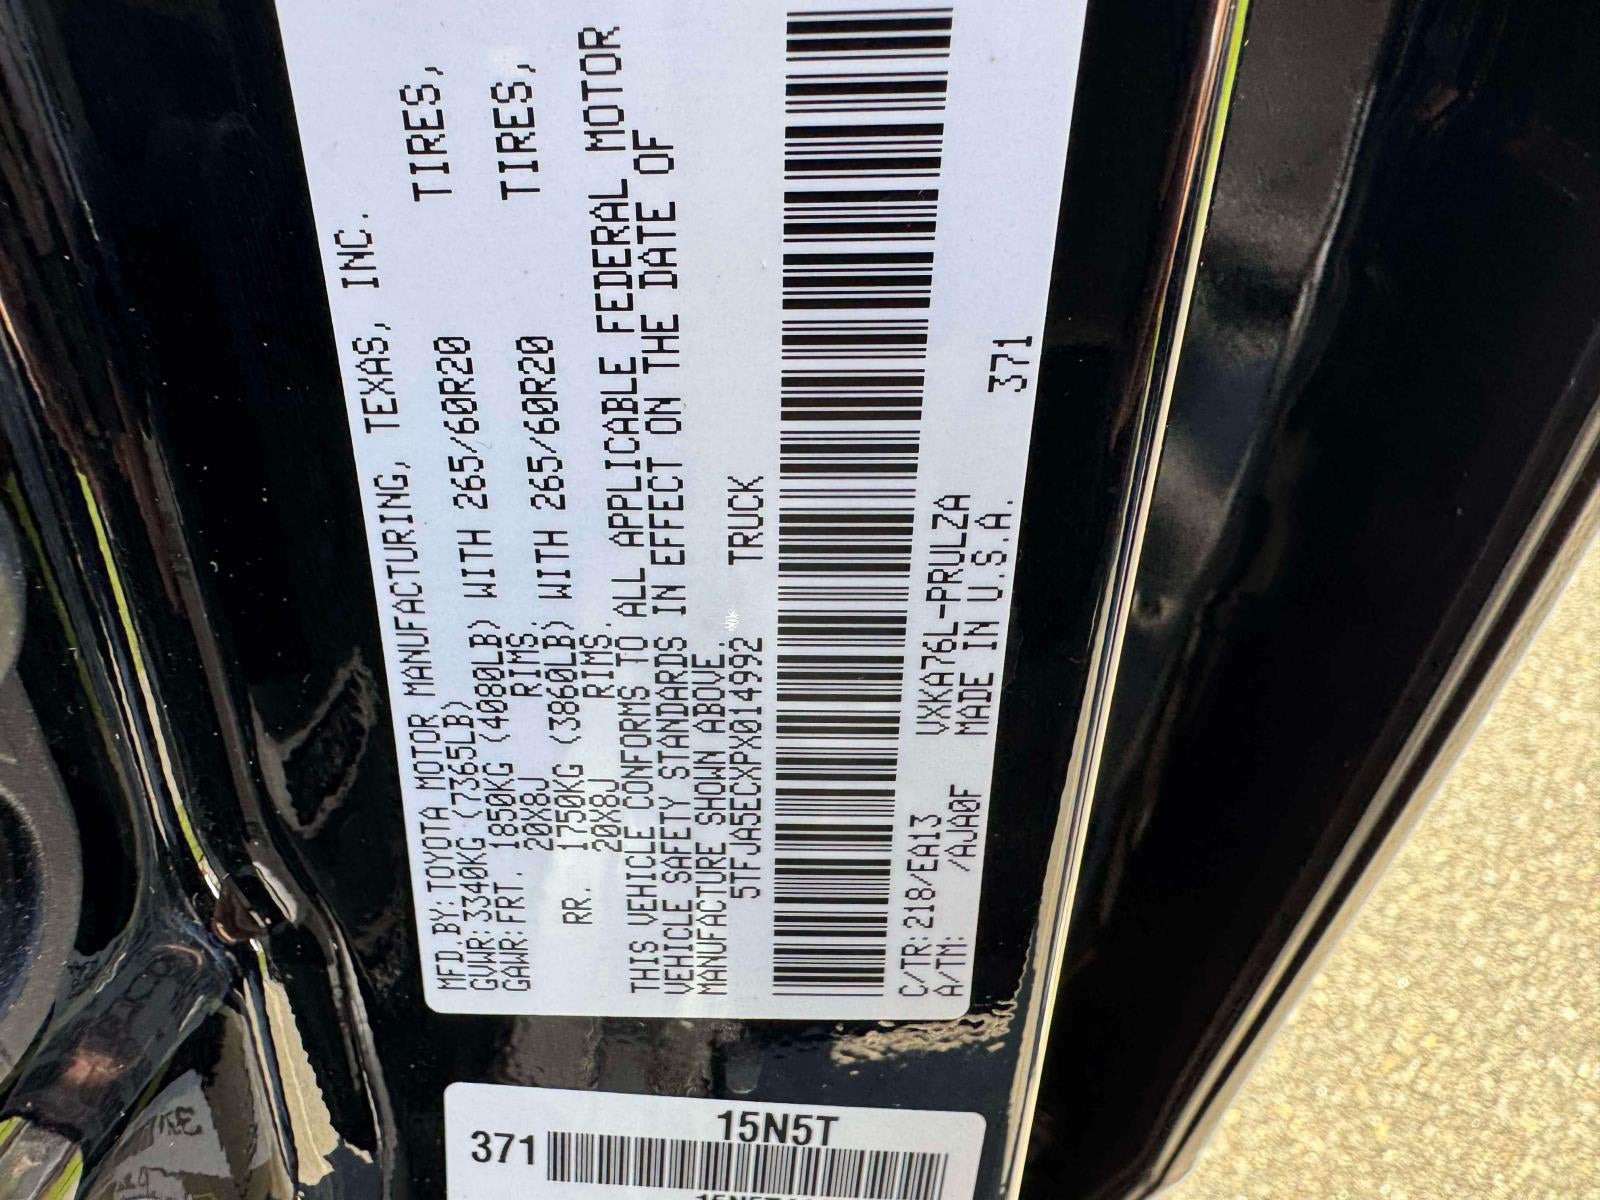 MFD.BY: TOYOTA MOTOR MANUFACTURING, TEXAS, INC.
GVWR: 3340KG (7365LB)
GAWR: FRT. 1850KG (4080LB) WITH 265/60R20 TIRES,
20X8J RIMS.
RR. 1750KG (3860LB) WITH 265/60R20 TIRES,
20X8J RIMS.
THIS VEHICLE CONFORMS TO ALL APPLICABLE FEDERAL MOTOR
VEHICLE SAFETY STANDARDS IN EFFECT ON THE DATE OF
MANUFACTURE SHOWN ABOVE.
5TFJA5ECXPX014992 TRUCK
C/TR: 218/EA13 VXKA76L-PRULZA
A/TM: /AJA0F MADE IN U.S.A. 371
15N5T
371